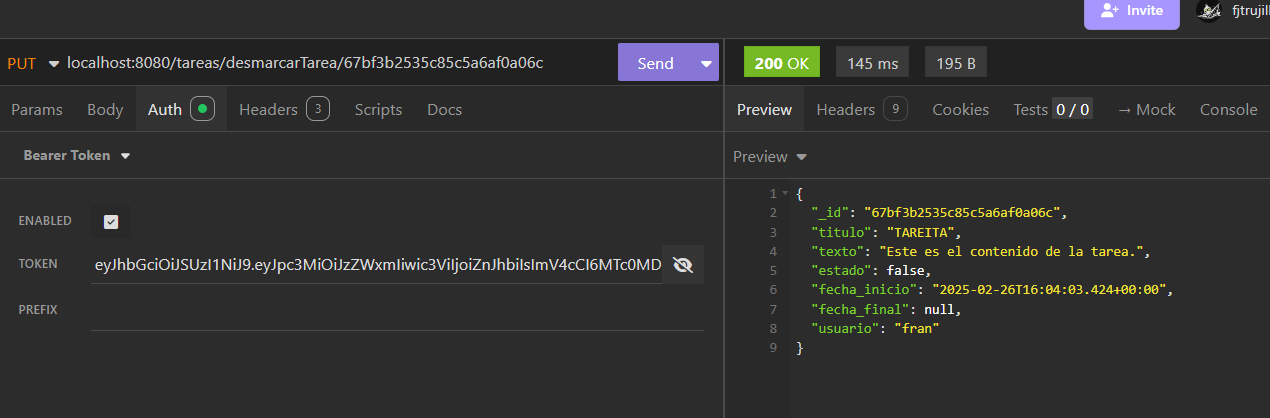 Invite
fjtrujill
PUT localhost:8080/tareas/desmarcarTarea/67bf3b2535c85c5a6af0a06c Send
200 OK 145 ms 195 B
Params Body Auth Headers 3 Scripts Docs
Preview Headers 9 Cookies Tests 0 / 0 → Mock Console
Bearer Token
Preview
ENABLED
TOKEN eyJhbGciOiJSUzI1NiJ9.eyJpc3MiOiJzZWxmIiwic3ViIjoiZnJhbiIsImV4cCI6MTc0MD
PREFIX
1 {
2 "_id": "67bf3b2535c85c5a6af0a06c",
3 "titulo": "TAREITA",
4 "texto": "Este es el contenido de la tarea.",
5 "estado": false,
6 "fecha_inicio": "2025-02-26T16:04:03.424+00:00",
7 "fecha_final": null,
8 "usuario": "fran"
9 }